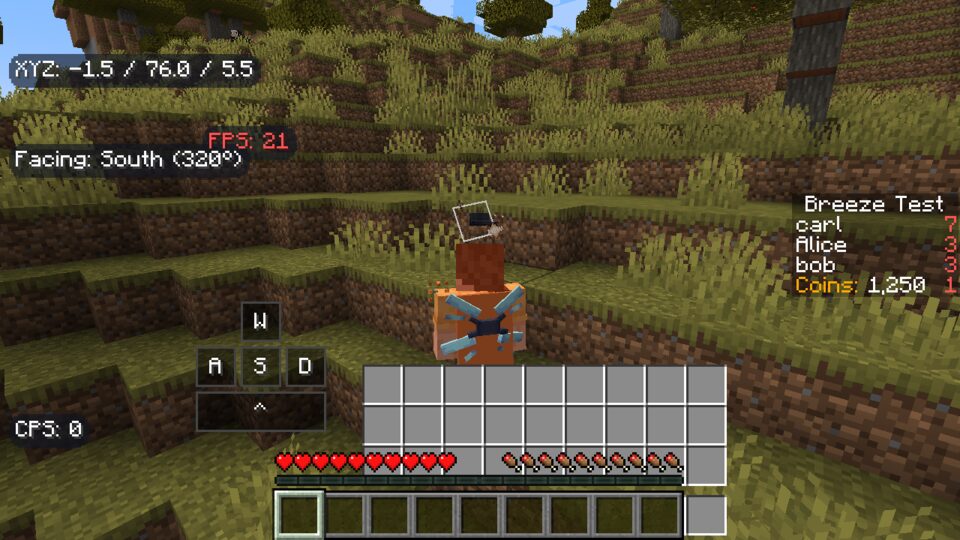 XYZ: -1.5 / 76.0 / 5.5
FPS: 21
Facing: South (320°)
Breeze Test
carl 7
Alice 3
bob 3
Coins: 1,250 1
W
A S D
^
CPS: 0